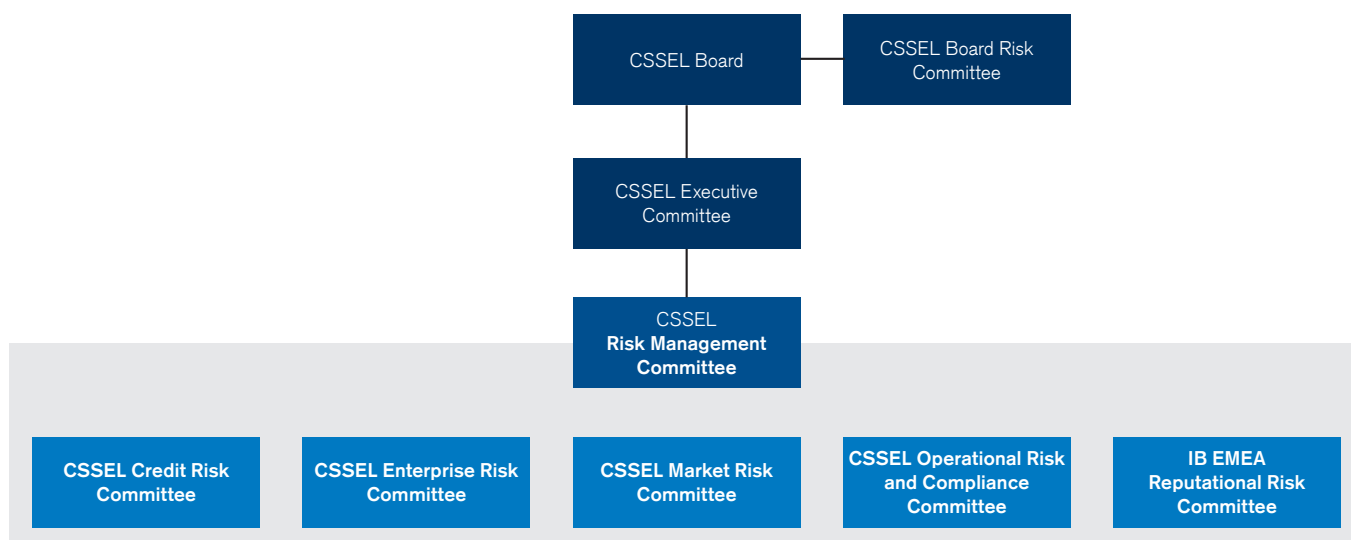 CSSEL Board
CSSEL Board Risk
Committee
CSSEL Executive
Committee
CSSEL
Risk Management
Committee
CSSEL Credit Risk
Committee
CSSEL Enterprise Risk
Committee
CSSEL Market Risk
Committee
CSSEL Operational Risk
and Compliance
Committee
IB EMEA
Reputational Risk
Committee